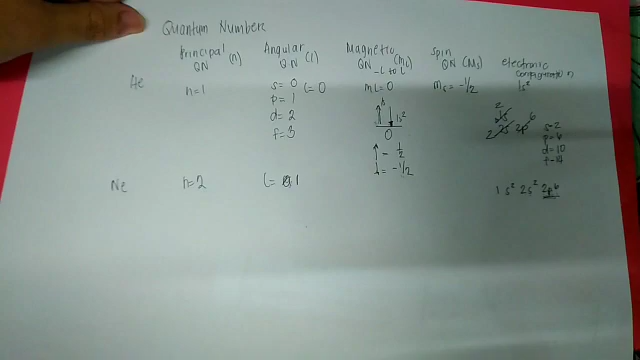 Quantum Numbers
Principal QN (n)
Angular QN (l)
Magnetic QN (ml)
-L to L
Spin QN (Ms)
electronic configuration
He
n=1
s=0 l=0
p=1
d=2
f=3
mL=0
1s²
0
↑ - 1/2
↓ = -1/2
ms = -1/2
1s²
2s 2p 6
s=2
d=10
f=14
Ne
n=2
l= 1
1s² 2s² 2p⁶